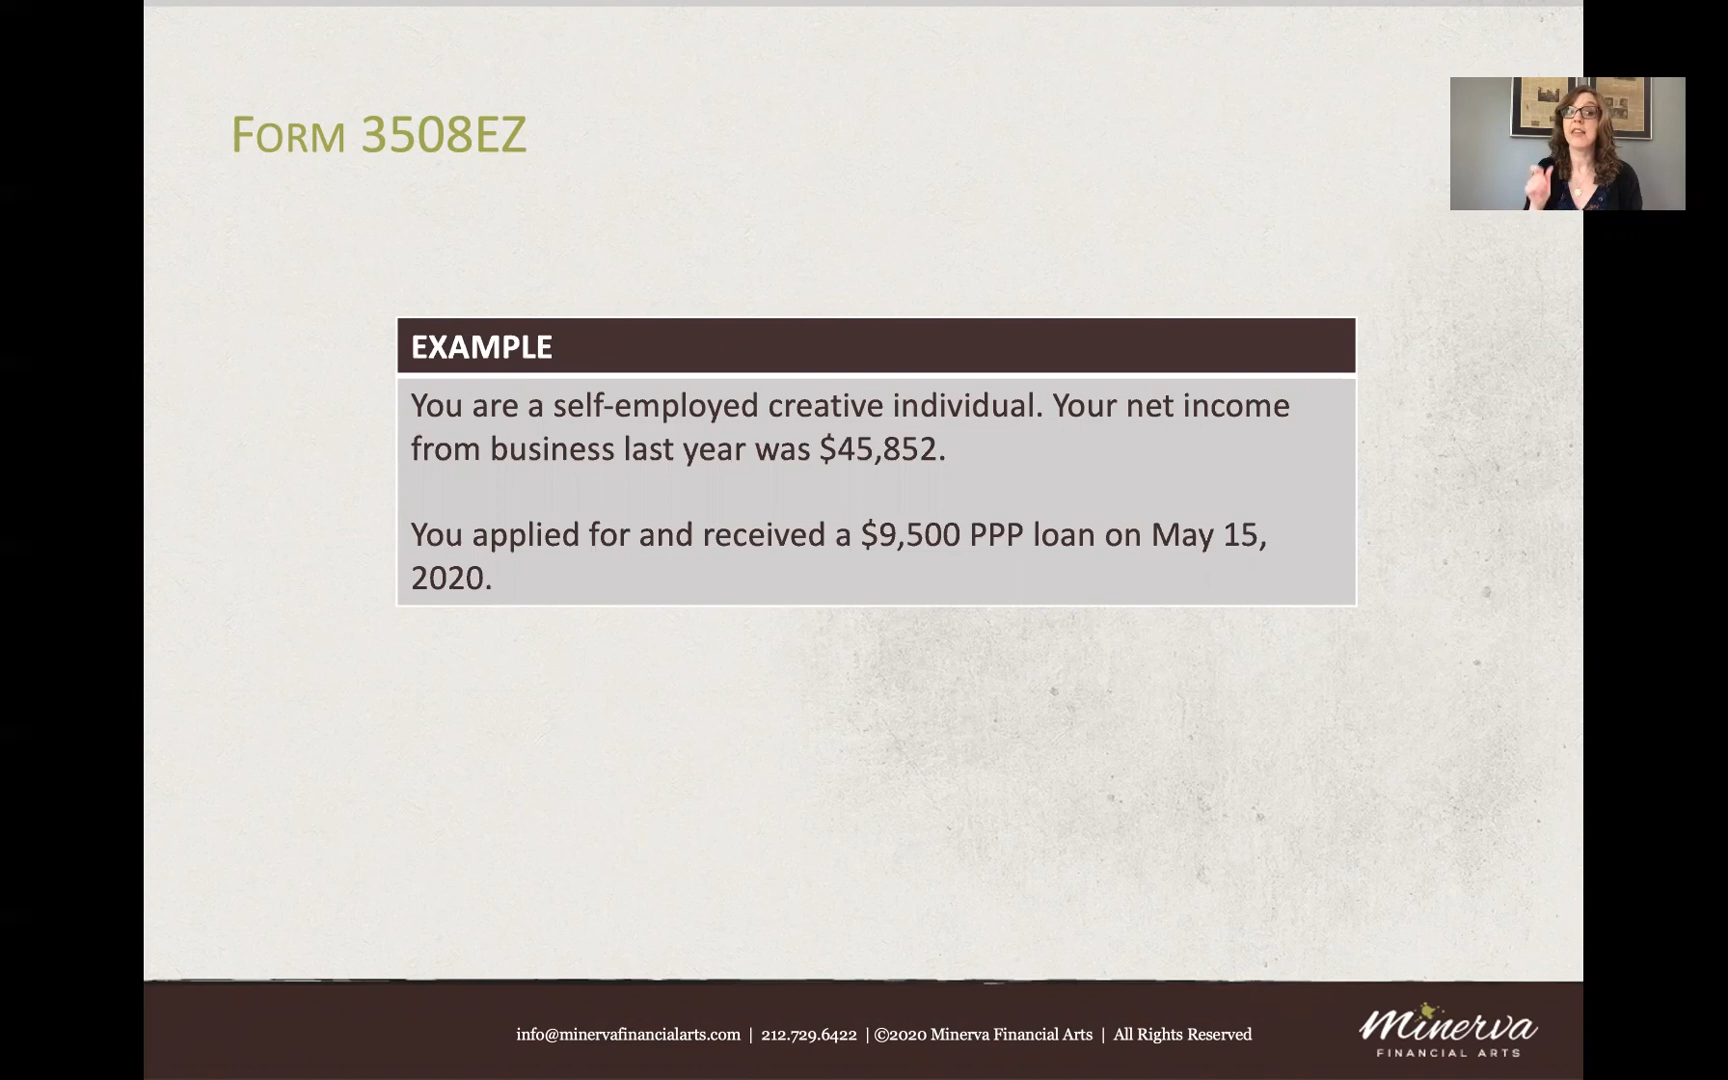 FORM 3508EZ
EXAMPLE
You are a self-employed creative individual. Your net income
from business last year was $45,852.
You applied for and received a $9,500 PPP loan on May 15,
2020.
info@minervafinancialarts.com | 212.729.6422 | ©2020 Minerva Financial Arts | All Rights Reserved
Minerva
FINANCIAL ARTS